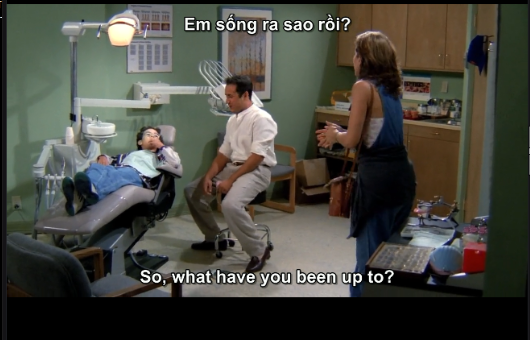 Em sống ra sao rồi?
So, what have you been up to?